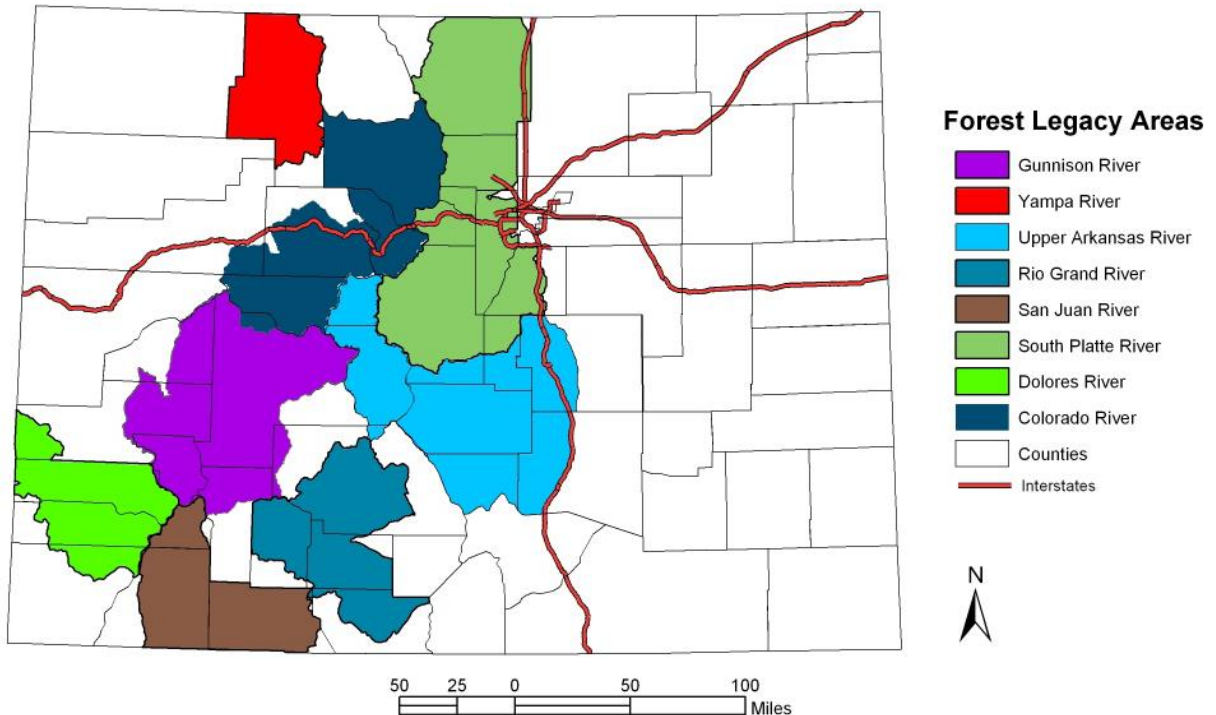 Forest Legacy Areas
Gunnison River
Yampa River
Upper Arkansas River
Rio Grand River
San Juan River
South Platte River
Dolores River
Colorado River
Counties
Interstates
N
50 25 0 50 100
Miles